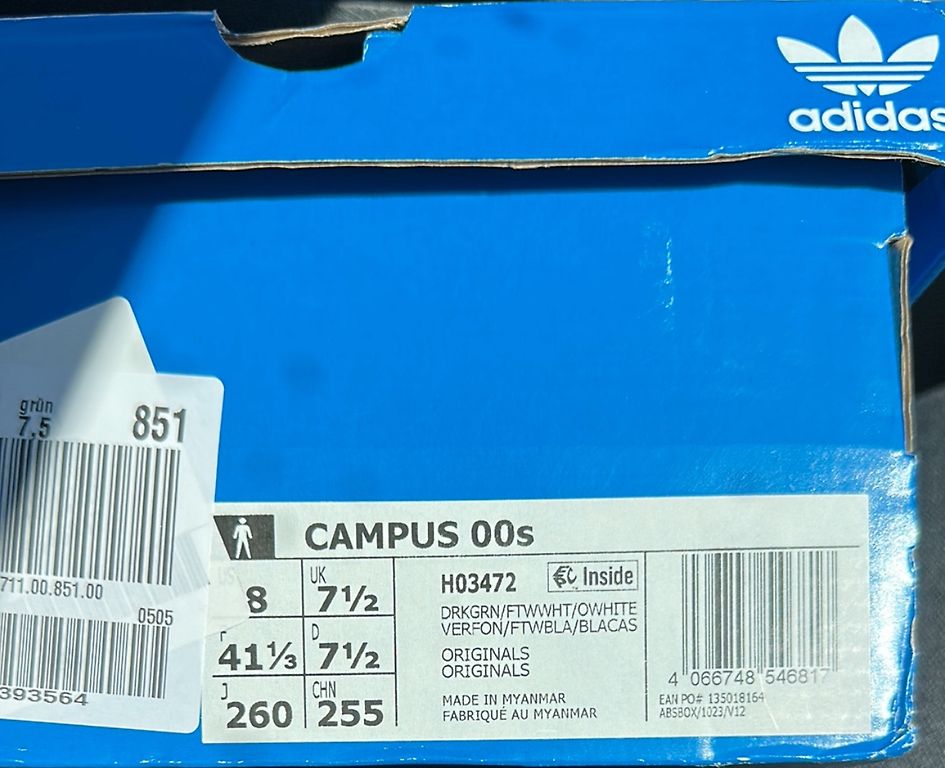 adidas
grün
7.5 851
711.00.851.00
0505
393564
CAMPUS 00s
US
8
UK
7½
F
41⅓
D
7½
J
260
CHN
255
H03472
Inside
DRKGRN/FTWWHT/OWHITE
VERFON/FTWBLA/BLACAS
ORIGINALS
ORIGINALS
MADE IN MYANMAR
FABRIQUÉ AU MYANMAR
4 066748 546817
EAN PO# 135018164
ABSBOX/1023/V12